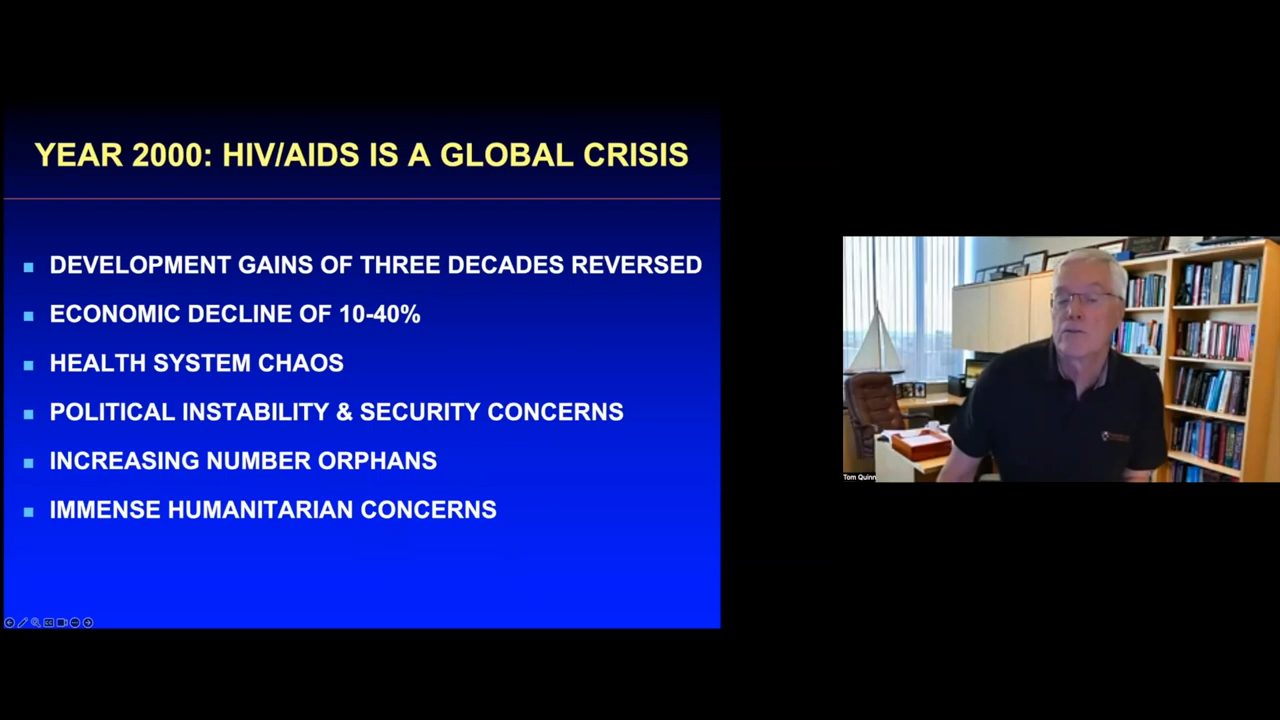 YEAR 2000: HIV/AIDS IS A GLOBAL CRISIS
DEVELOPMENT GAINS OF THREE DECADES REVERSED
ECONOMIC DECLINE OF 10-40%
HEALTH SYSTEM CHAOS
POLITICAL INSTABILITY & SECURITY CONCERNS
INCREASING NUMBER ORPHANS
IMMENSE HUMANITARIAN CONCERNS
Tom Quinn